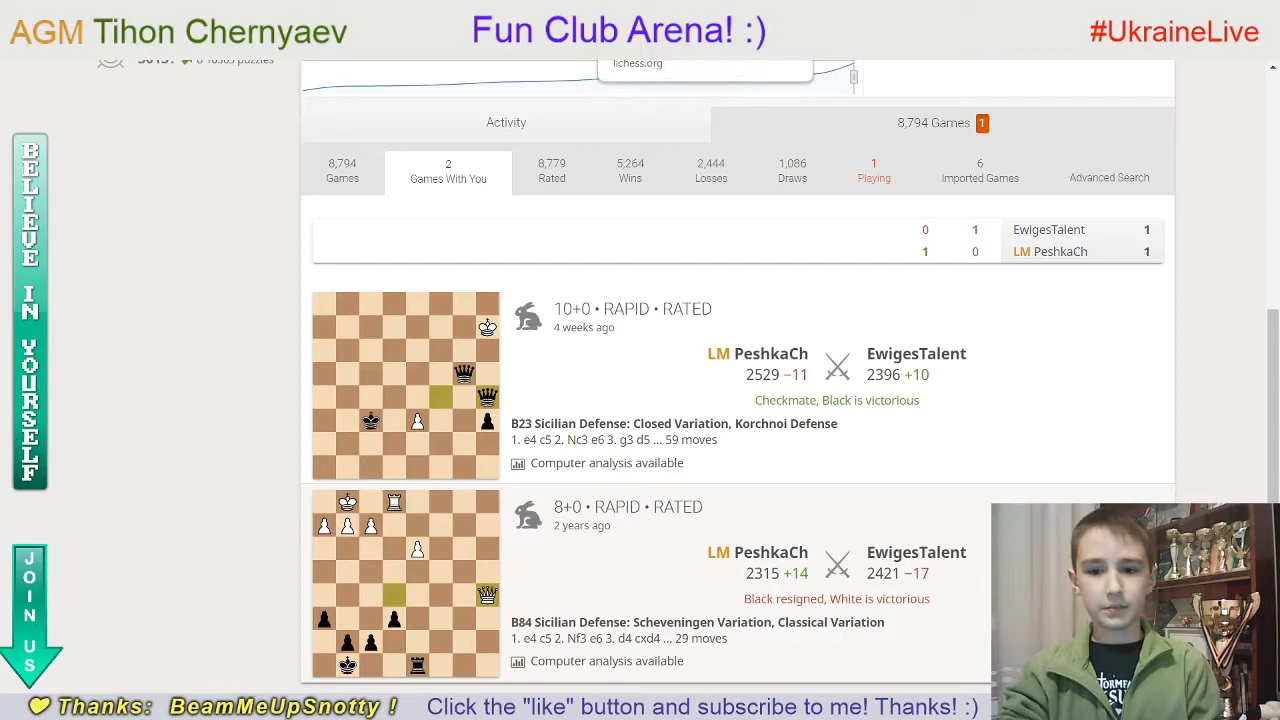 AGM Tihon Chernyaev
Fun Club Arena! :)
#UkraineLive
lichess.org
Activity
8,794 Games 1
8,794 Games
2 Games With You
8,779 Rated
5,264 Wins
2,444 Losses
1,086 Draws
1 Playing
6 Imported Games
Advanced Search
0 1 EwigesTalent 1
1 0 LM PeshkaCh 1
10+0 • RAPID • RATED
4 weeks ago
LM PeshkaCh EwigesTalent
2529 −11 2396 +10
Checkmate, Black is victorious
B23 Sicilian Defense: Closed Variation, Korchnoi Defense
1. e4 c5 2. Nc3 e6 3. g3 d5 ... 59 moves
Computer analysis available
8+0 • RAPID • RATED
2 years ago
LM PeshkaCh EwigesTalent
2315 +14 2421 −17
Black resigned, White is victorious
B84 Sicilian Defense: Scheveningen Variation, Classical Variation
1. e4 c5 2. Nf3 e6 3. d4 cxd4 ... 29 moves
Computer analysis available
BELIEVE IN YOURSELF
JOIN US
Thanks: BeamMeUpSnotty ! Click the "like" button and subscribe to me! Thanks! :)